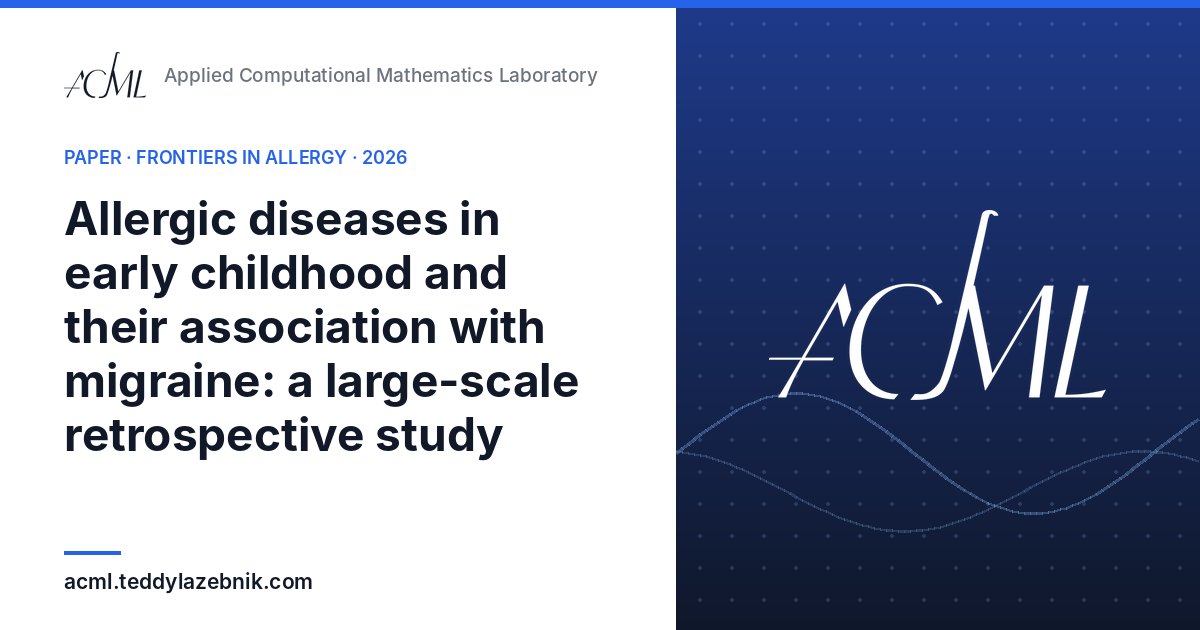 ACML Applied Computational Mathematics Laboratory
PAPER · FRONTIERS IN ALLERGY · 2026
Allergic diseases in
early childhood and
their association with
migraine: a large-scale
retrospective study
acml.teddylazebnik.com
ACML